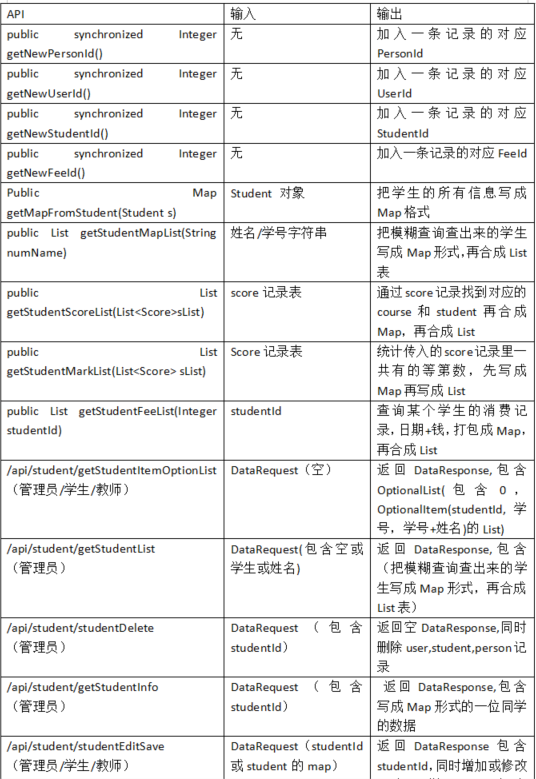 API 输入 输出
public synchronized Integer 无 加入一条记录的对应
getNewPersonId() PersonId
public synchronized Integer 无 加入一条记录的对应
getNewUserId() UserId
public synchronized Integer 无 加入一条记录的对应
getNewStudentId() StudentId
public synchronized Integer 无 加入一条记录的对应 FeeId
getNewFeeId()
Public Map Student 对象 把学生的所有信息写成
getMapFromStudent(Student s) Map 格式
public List getStudentMapList(String 姓名/学号字符串 把模糊查询查出来的学生
numName) 写成 Map 形式,再合成 List
表
public List score 记录表 通过 score 记录找到对应的
getStudentScoreList(List<Score>sList) course 和 student 再合成
Map，再合成 List
public List Score 记录表 统计传入的 score 记录里一
getStudentMarkList(List<Score> sList) 共有的等第数，先写成
Map 再写成 List
public List getStudentFeeList(Integer studentId 查询某个学生的消费记
studentId) 录，日期+钱，打包成 Map，
再合成 List
/api/student/getStudentItemOptionList DataRequest（空） 返回 DataResponse, 包含
（管理员/学生/教师） OptionalList( 包含 0 ，
OptionalItem(studentId, 学
号，学号+姓名)的 List)
/api/student/getStudentList DataRequest(包含空或 返回 DataResponse, 包含
（管理员） 学生或姓名) （把模糊查询查出来的学
生写成 Map 形式，再合成
List 表）
/api/student/studentDelete DataRequest （ 包含 返回空 DataResponse,同时
（管理员） studentId） 删除 user,student,person 记
录
/api/student/getStudentInfo DataRequest （ 包含 返回 DataResponse,包含
（管理员） studentId） 写成 Map 形式的一位同学
的数据
/api/student/studentEditSave DataRequest（studentId 返回 DataResponse 包含
（管理员/学生/教师） 或 student 的 map） studentId,同时增加或修改